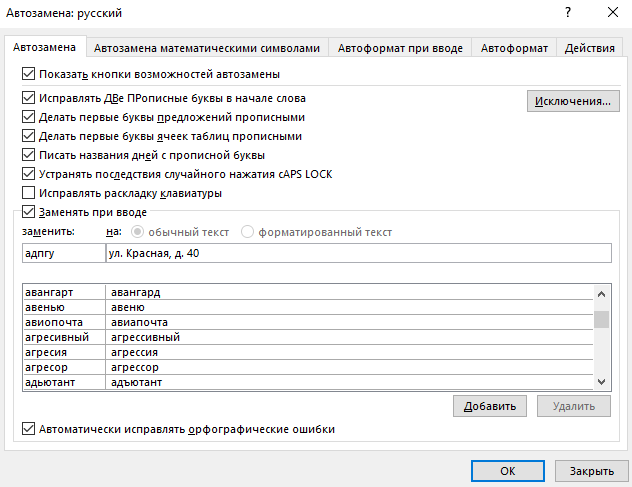 Автозамена: русский ? ×
Автозамена Автозамена математическими символами Автоформат при вводе Автоформат Действия
Показать кнопки возможностей автозамены
Исправлять ДВе ПРописные буквы в начале слова Исключения...
Делать первые буквы предложений прописными
Делать первые буквы ячеек таблиц прописными
Писать названия дней с прописной буквы
Устранять последствия случайного нажатия cAPS LOCK
Исправлять раскладку клавиатуры
Заменять при вводе
заменить: на: обычный текст форматированный текст
адпгу ул. Красная, д. 40
авангарт авангард
авенью авеню
авиопочта авиапочта
агресивный агрессивный
агресия агрессия
агресор агрессор
адьютант адъютант
Добавить Удалить
Автоматически исправлять орфографические ошибки
ОК Закрыть